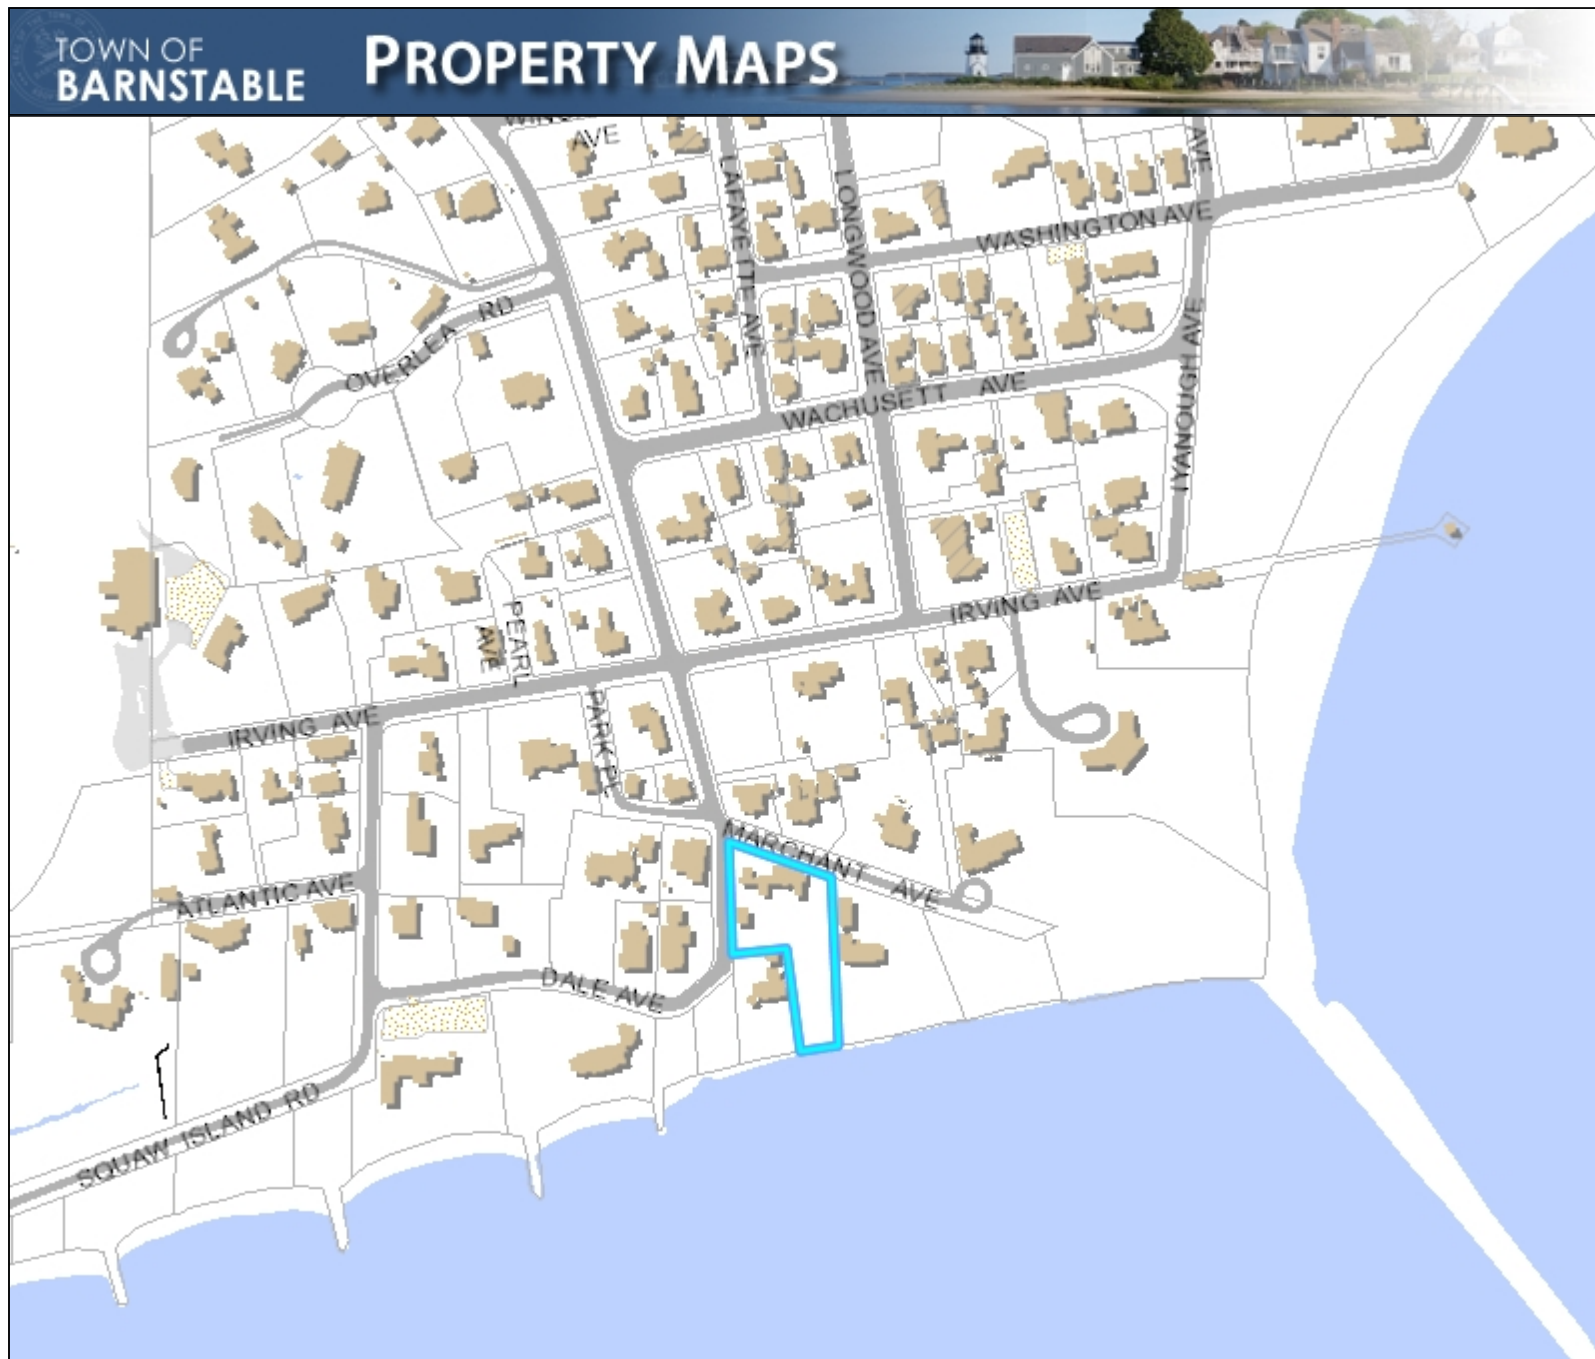 TOWN OF
BARNSTABLE
PROPERTY MAPS
AVE
AVE
LAFAYETTE AVE
LONGWOOD AVE
WASHINGTON AVE
OVERLEA RD
IYANOUGH AVE
WACHUSETT AVE
PEARL
AVE
IRVING AVE
IRVING AVE
PARK PL
MARCHANT AVE
ATLANTIC AVE
DALE AVE
SQUAW ISLAND RD